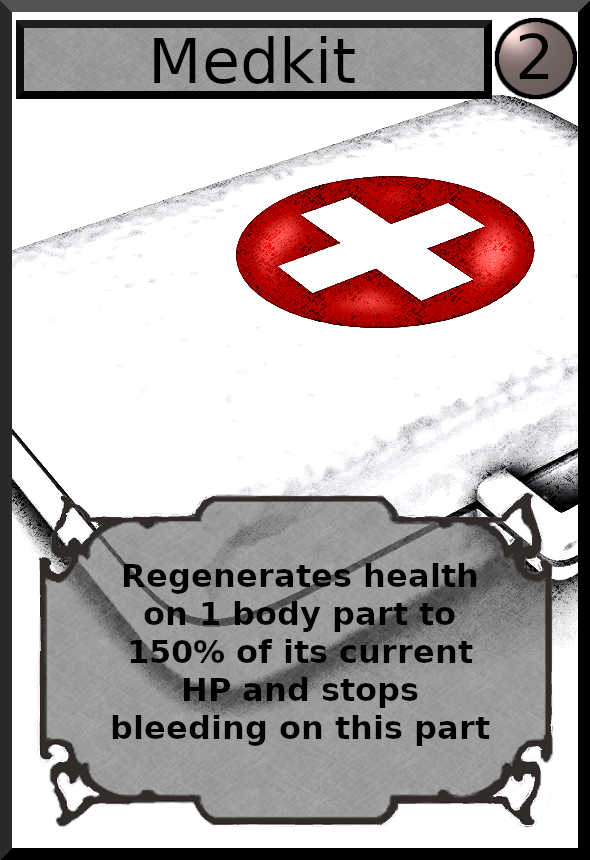 Medkit
2
Regenerates health
on 1 body part to
150% of its current
HP and stops
bleeding on this part